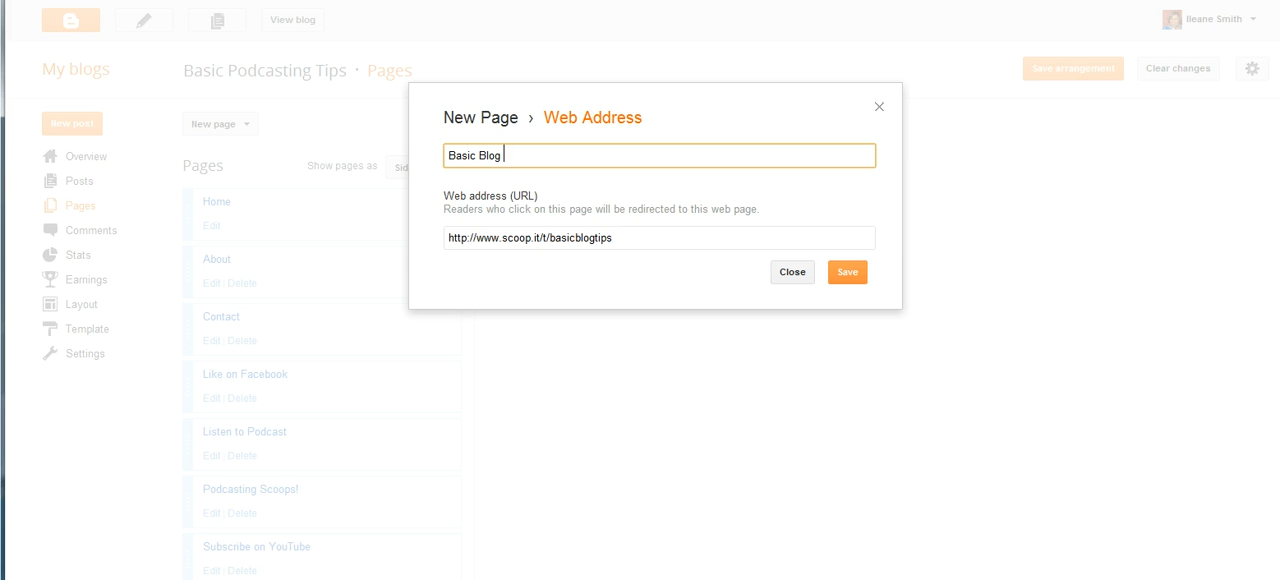 View blog
Ileane Smith
My blogs
Basic Podcasting Tips · Pages
Save arrangement
Clear changes
New Page › Web Address
Basic Blog
Web address (URL)
Readers who click on this page will be redirected to this web page.
http://www.scoop.it/t/basicblogtips
Close
Save
New post
Overview
Posts
Pages
Comments
Stats
Earnings
Layout
Template
Settings
New page
Pages
Show pages as
Sid
Home
Edit
About
Edit | Delete
Contact
Edit | Delete
Like on Facebook
Edit | Delete
Listen to Podcast
Edit | Delete
Podcasting Scoops!
Edit | Delete
Subscribe on YouTube
Edit | Delete